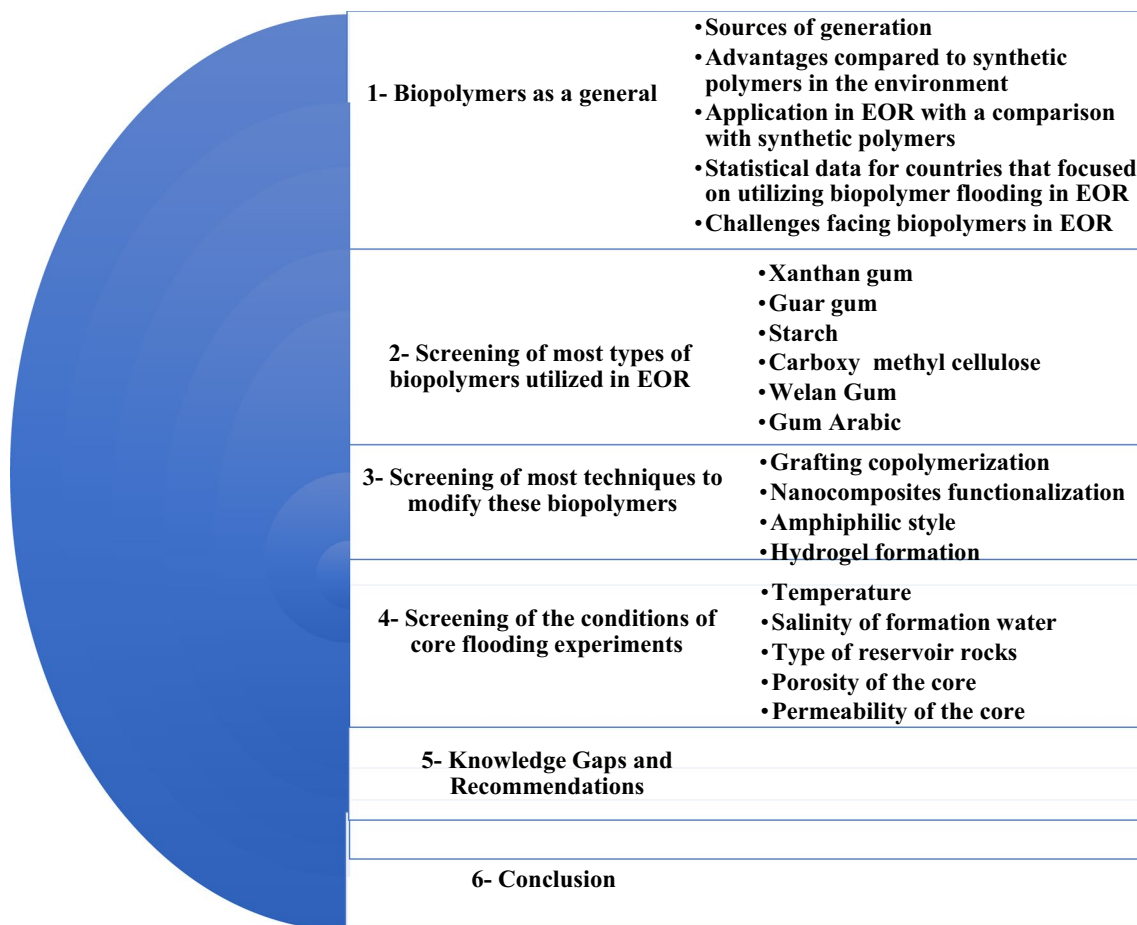 1- Biopolymers as a general
•Sources of generation
•Advantages compared to synthetic
polymers in the environment
•Application in EOR with a comparison
with synthetic polymers
•Statistical data for countries that focused
on utilizing biopolymer flooding in EOR
•Challenges facing biopolymers in EOR
2- Screening of most types of
biopolymers utilized in EOR
•Xanthan gum
•Guar gum
•Starch
•Carboxy methyl cellulose
•Welan Gum
•Gum Arabic
3- Screening of most techniques to
modify these biopolymers
•Grafting copolymerization
•Nanocomposites functionalization
•Amphiphilic style
•Hydrogel formation
4- Screening of the conditions of
core flooding experiments
•Temperature
•Salinity of formation water
•Type of reservoir rocks
•Porosity of the core
•Permeability of the core
5- Knowledge Gaps and
Recommendations
6- Conclusion